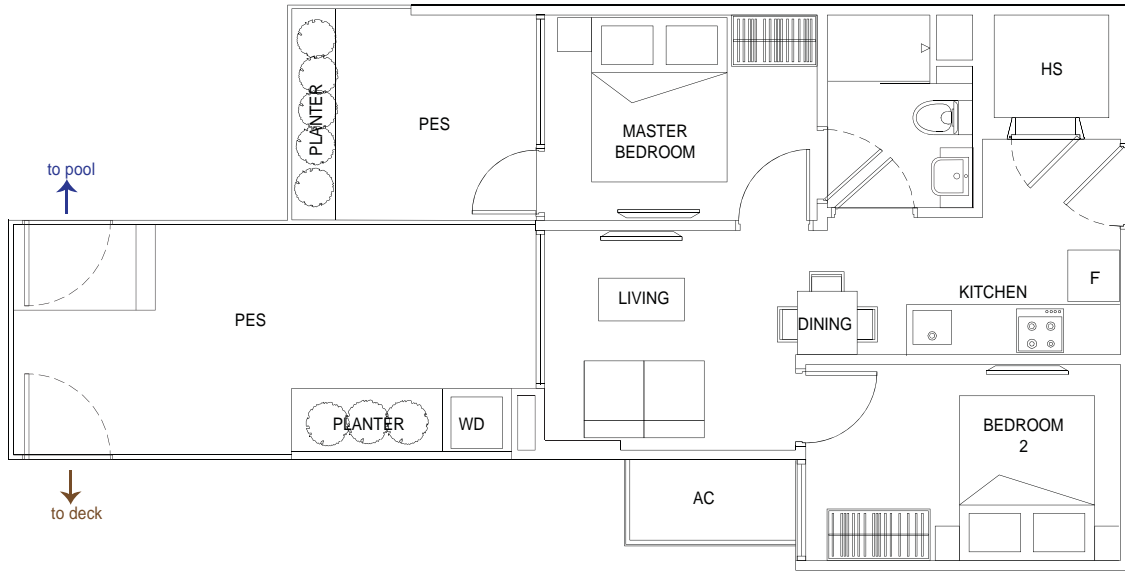 HS
PES
PLANTER
MASTER
BEDROOM
to pool
F
KITCHEN
LIVING
PES
DINING
PLANTER
WD
BEDROOM
2
AC
to deck